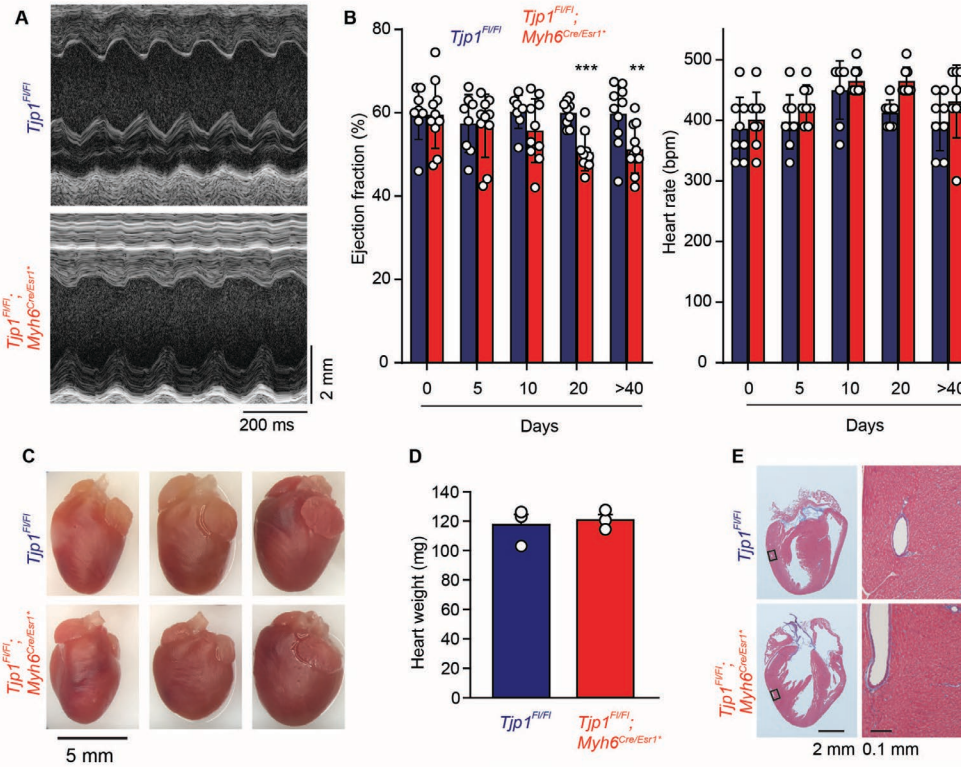 A
Tjp1Fl/Fl
Tjp1Fl/Fl;
Myh6Cre/Esr1*
2 mm
200 ms
B
Tjp1Fl/Fl
Tjp1Fl/Fl;
Myh6Cre/Esr1*
Ejection fraction (%)
80
60
40
20
0
***
**
0 5 10 20 >40
Days
Heart rate (bpm)
500
400
300
200
100
0
0 5 10 20 >40
Days
C
Tjp1Fl/Fl
Tjp1Fl/Fl;
Myh6Cre/Esr1*
5 mm
D
Heart weight (mg)
140
120
100
80
60
40
20
0
Tjp1Fl/Fl
Tjp1Fl/Fl;
Myh6Cre/Esr1*
E
Tjp1Fl/Fl
Tjp1Fl/Fl;
Myh6Cre/Esr1*
2 mm 0.1 mm